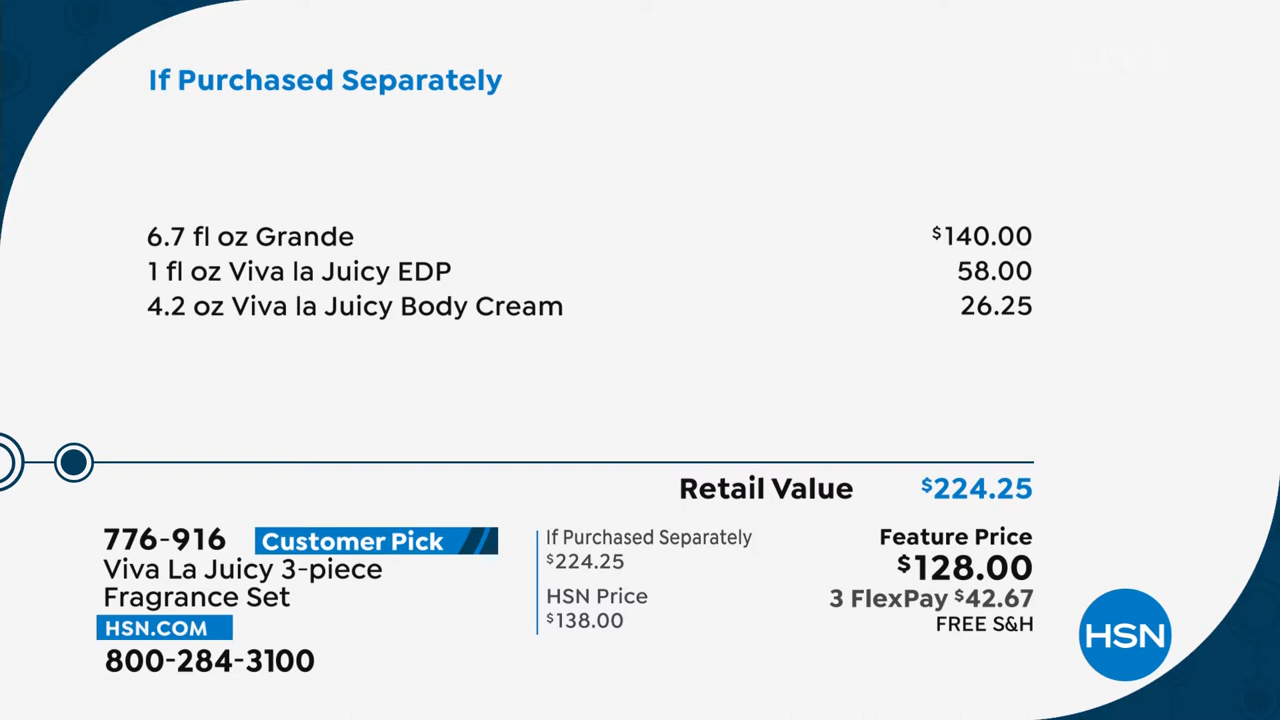 If Purchased Separately
6.7 fl oz Grande $140.00
1 fl oz Viva la Juicy EDP 58.00
4.2 oz Viva la Juicy Body Cream 26.25
Retail Value $224.25
776-916 Customer Pick
Viva La Juicy 3-piece
Fragrance Set
HSN.COM
800-284-3100
If Purchased Separately
$224.25
HSN Price
$138.00
Feature Price
$128.00
3 FlexPay $42.67
FREE S&H
HSN